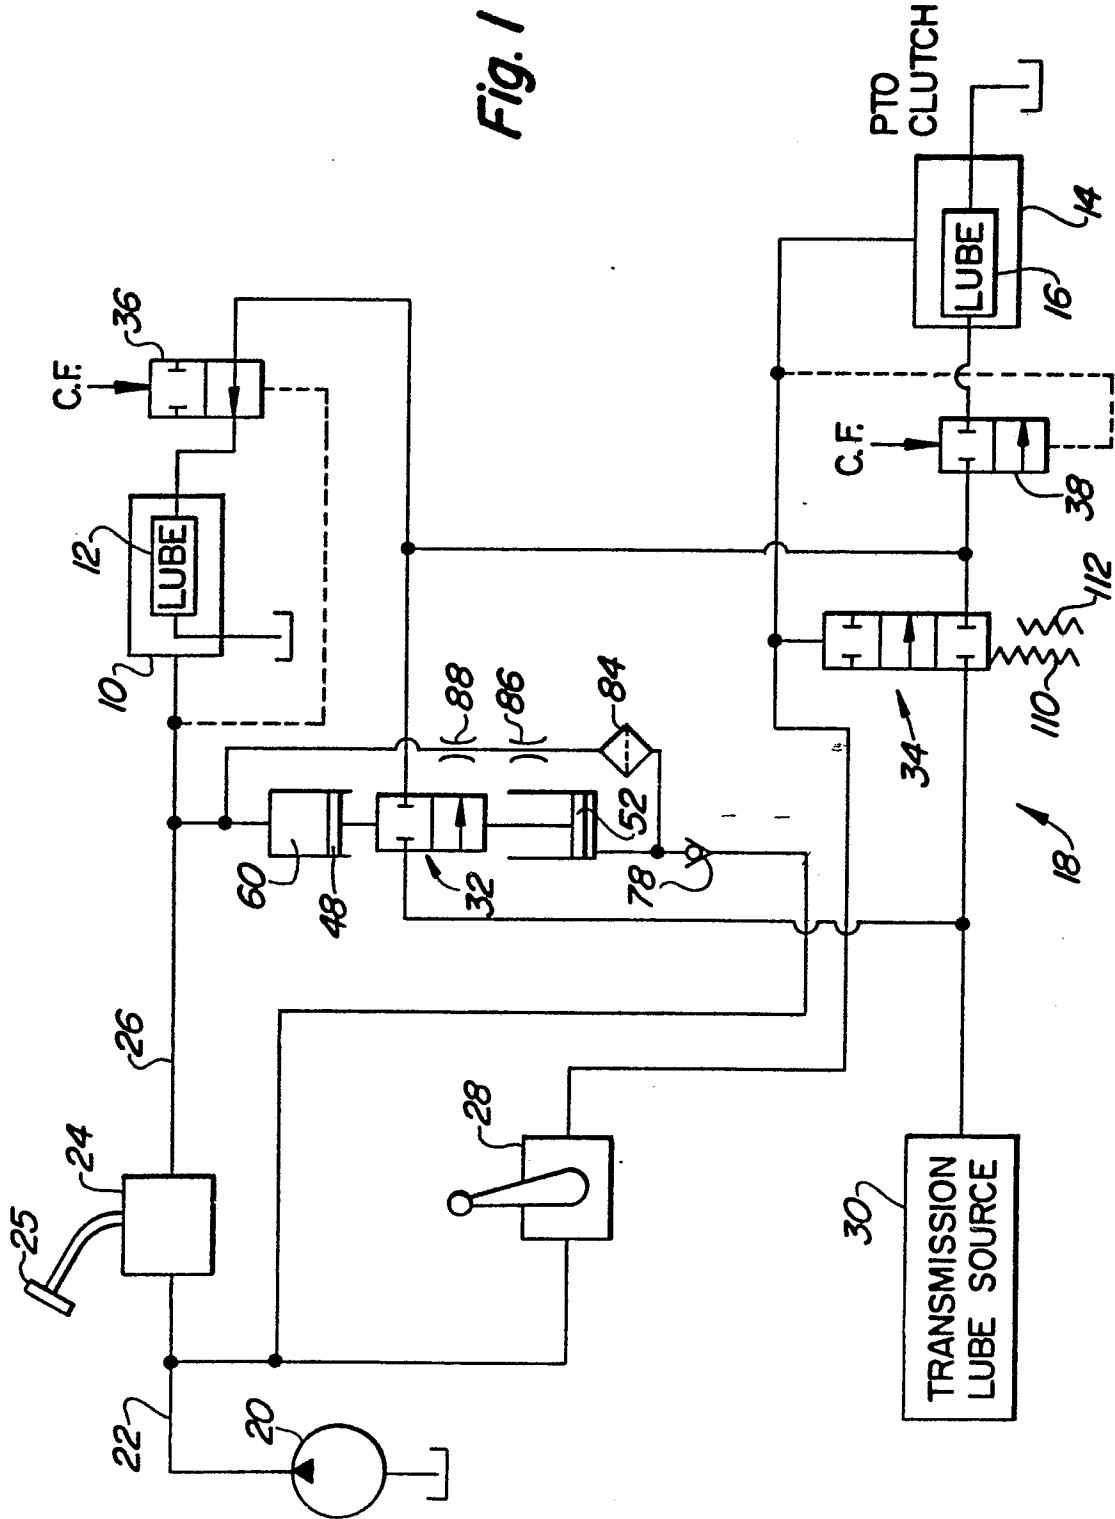 Fig. 1
C.F.
36
12
LUBE
10
88
86
84
60
48
32
52
78
26
24
25
22
20
28
PTO
CLUTCH
LUBE
14
16
C.F.
38
34
110
112
18
30
TRANSMISSION
LUBE SOURCE